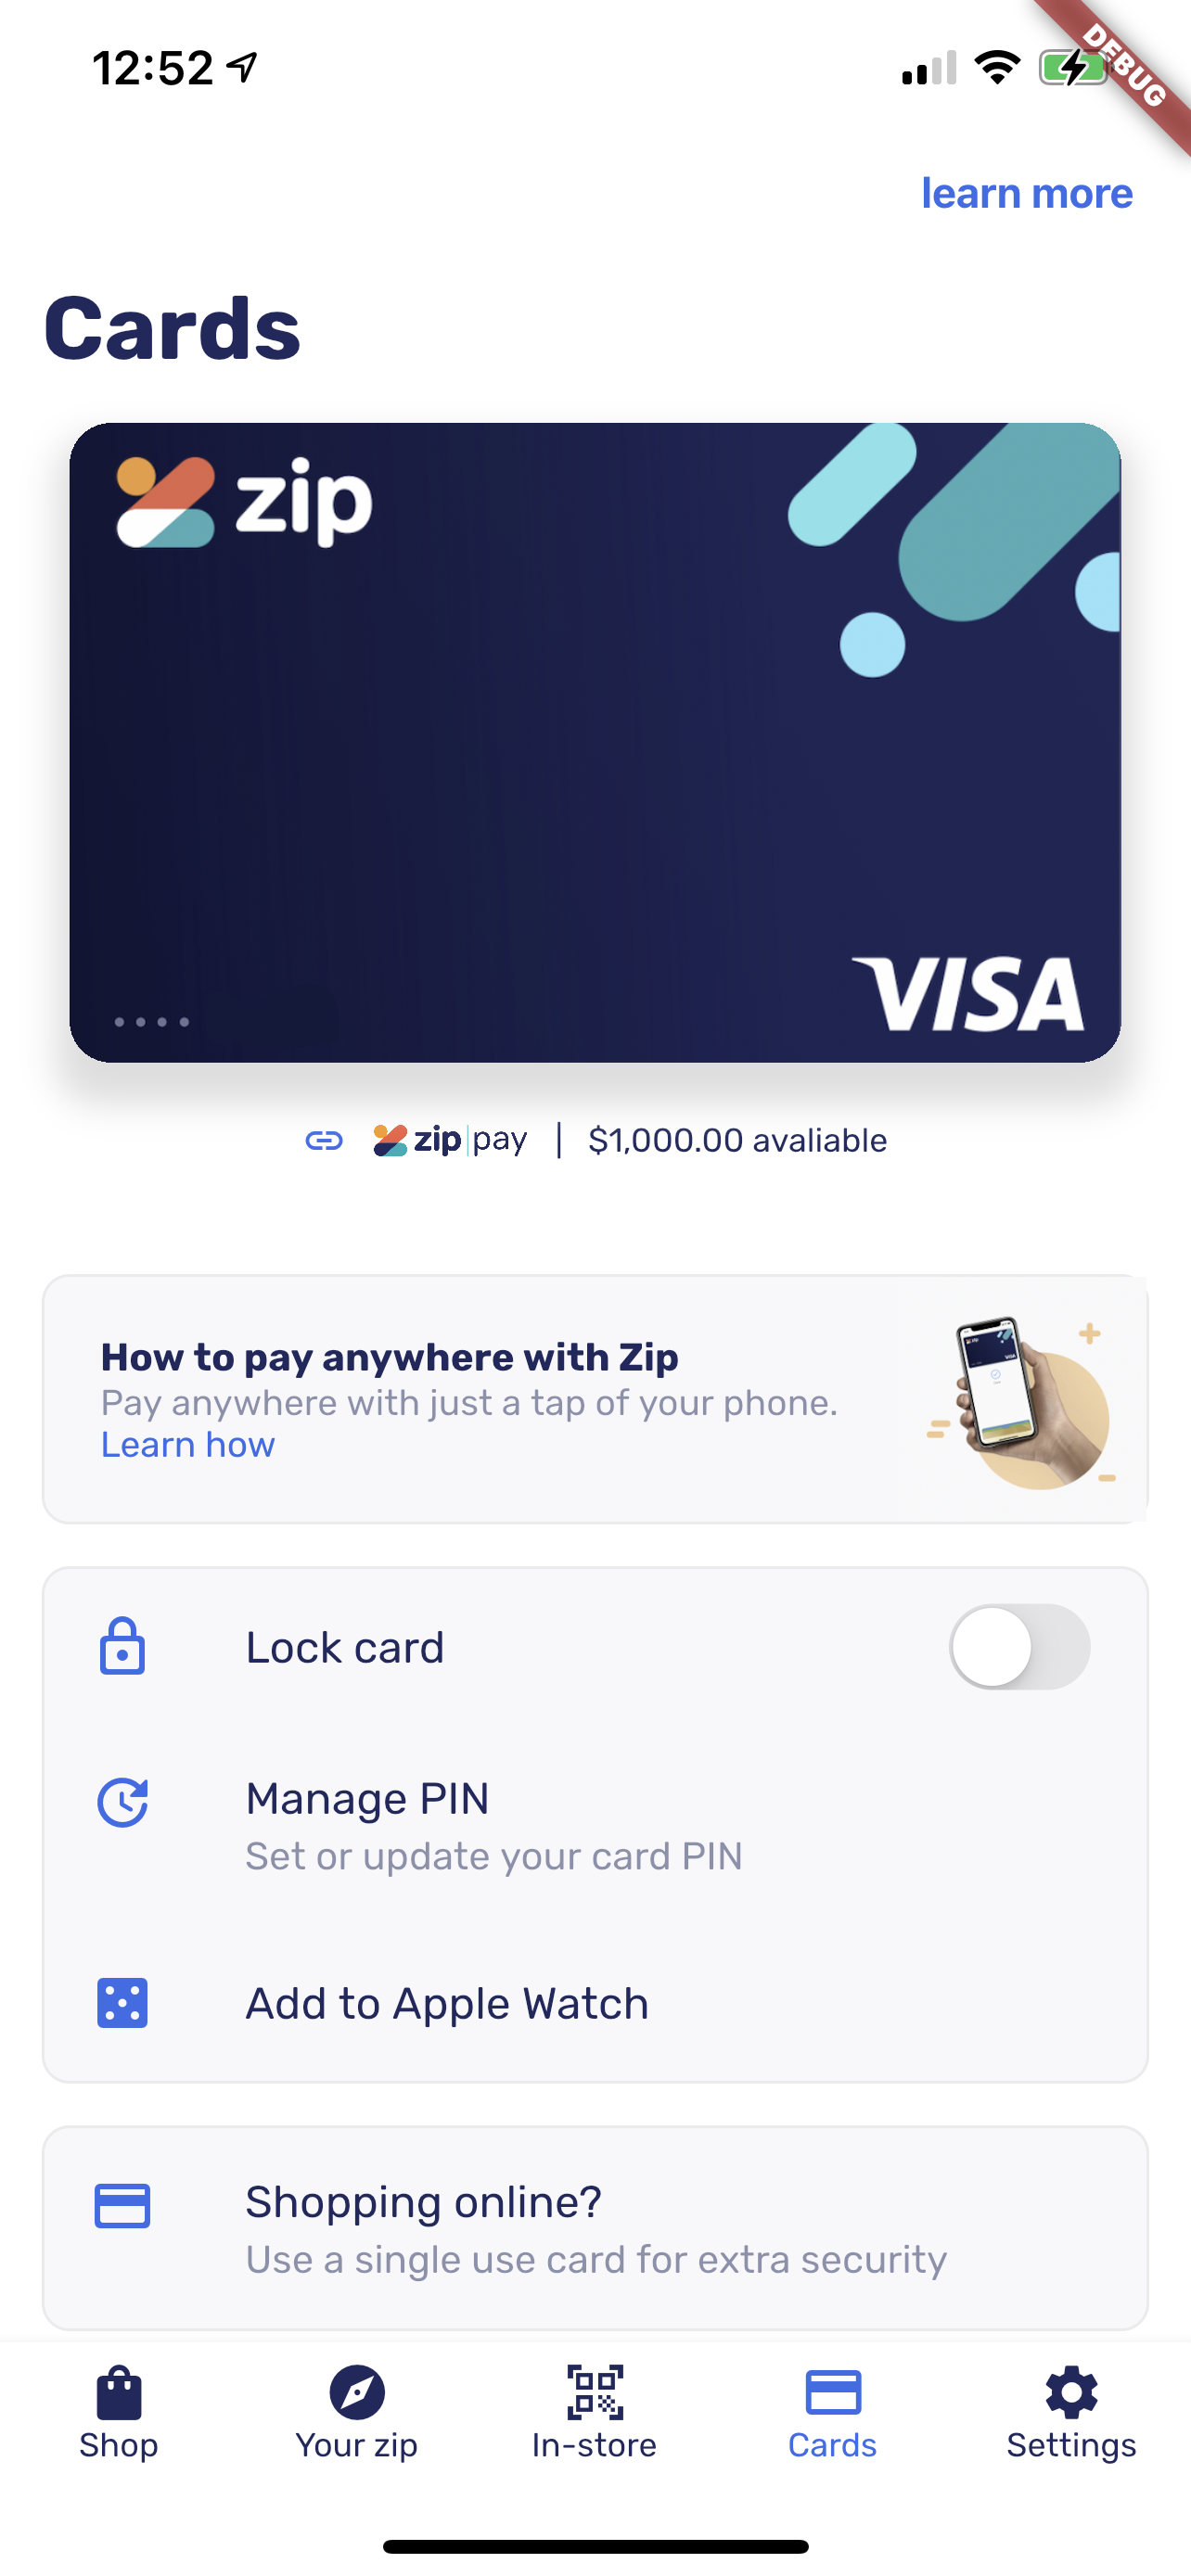 12:52
DEBUG
learn more
Cards
zip
VISA
zip pay | $1,000.00 avaliable
How to pay anywhere with Zip
Pay anywhere with just a tap of your phone.
Learn how
Lock card
Manage PIN
Set or update your card PIN
Add to Apple Watch
Shopping online?
Use a single use card for extra security
Shop
Your zip
In-store
Cards
Settings